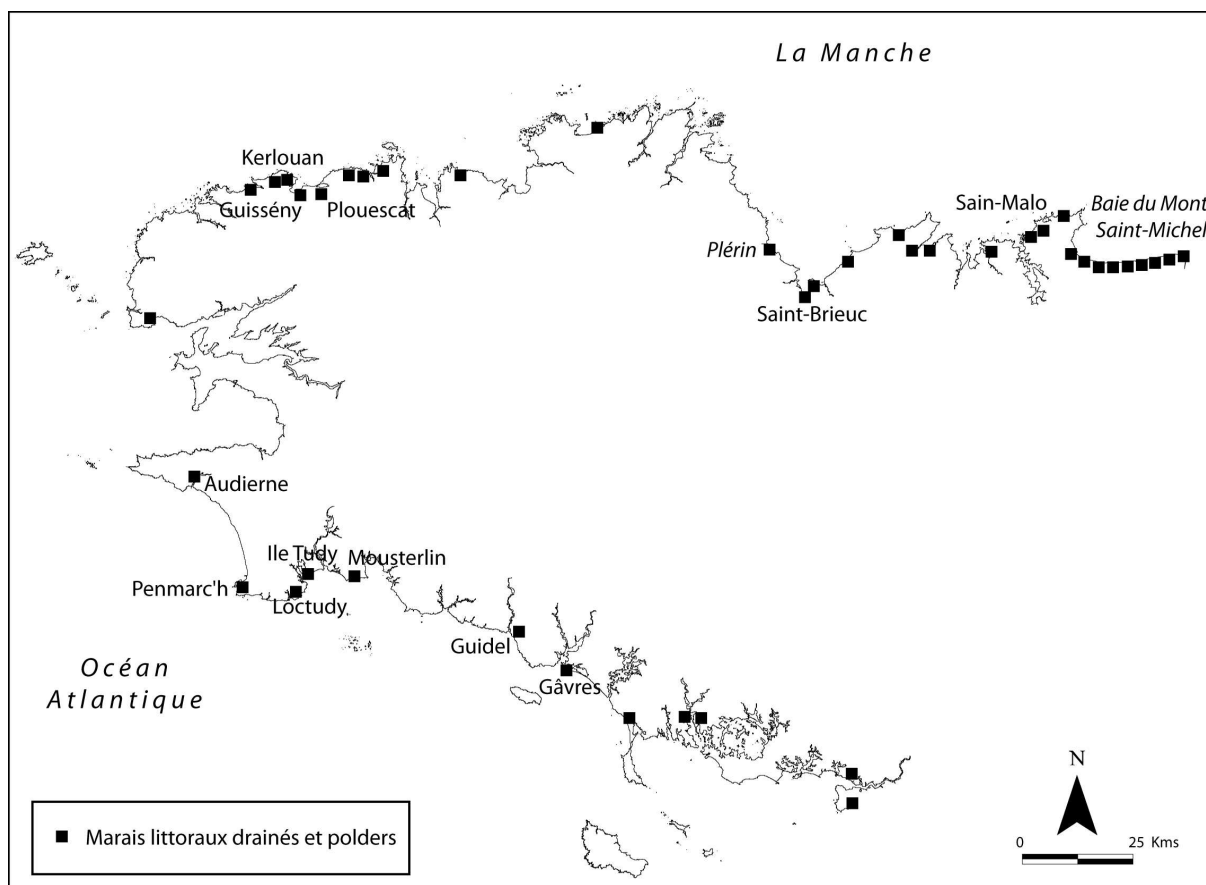 La Manche
Kerlouan
Guissény
Plouescat
Sain-Malo
Baie du Mont
Saint-Michel
Plérin
Saint-Brieuc
Audierne
Ile Tudy
Mousterlin
Penmarc'h
Loctudy
Guidel
Gâvres
Océan
Atlantique
N
0 25 Kms
Marais littoraux drainés et polders